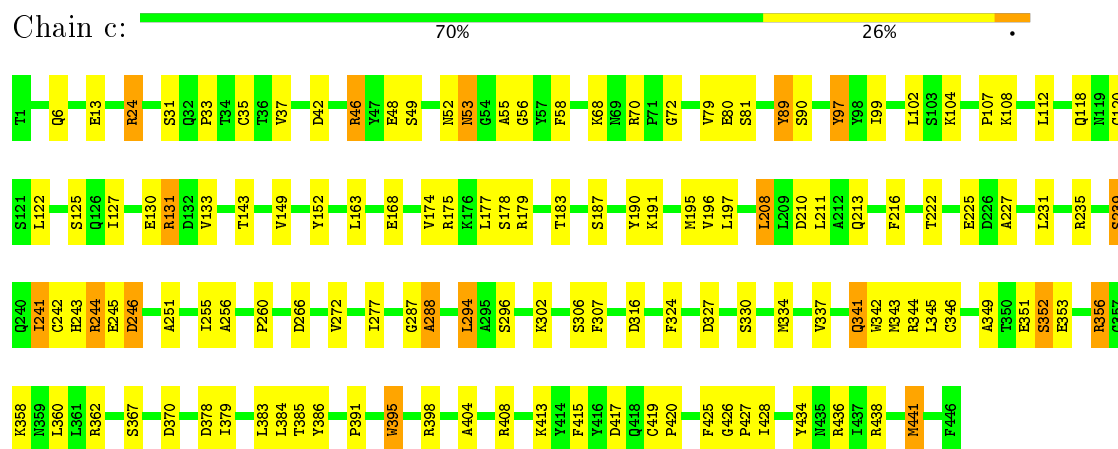 Chain c:
70% 26% •
T1 Q6 E13 R24 S31 Q32 P33 T34 C35 T36 V37 D42 R46 Y47 E48 S49 N52 N53 G54 A55 G56 Y57 F58 K68 N69 R70 P71 G72 V79 E80 S81 Y89 S90 Y97 Y98 I99 L102 S103 K104 P107 K108 L112 Q118 N119 C120
S121 L122 S125 Q126 I127 E130 R131 D132 V133 T143 V149 Y152 L163 E168 V174 R175 K176 L177 S178 R179 T183 S187 Y190 K191 M195 V196 L197 L208 L209 D210 L211 A212 Q213 F216 T222 E225 D226 A227 L231 R235 S239
Q240 I241 C242 H243 R244 E245 D246 A251 I255 A256 P260 D266 V272 I277 G287 A288 L294 A295 S296 K302 S306 F307 D316 F324 D327 S330 M334 V337 Q341 W342 M343 R344 L345 C346 A349 T350 E351 S352 E353 R356 G357
K358 N359 L360 L361 R362 S367 D370 D378 I379 L383 L384 T385 Y386 P391 W395 R398 A404 R408 K413 Y414 F415 Y416 D417 Q418 C419 P420 F425 G426 P427 I428 Y434 N435 R436 I437 R438 M441 F446